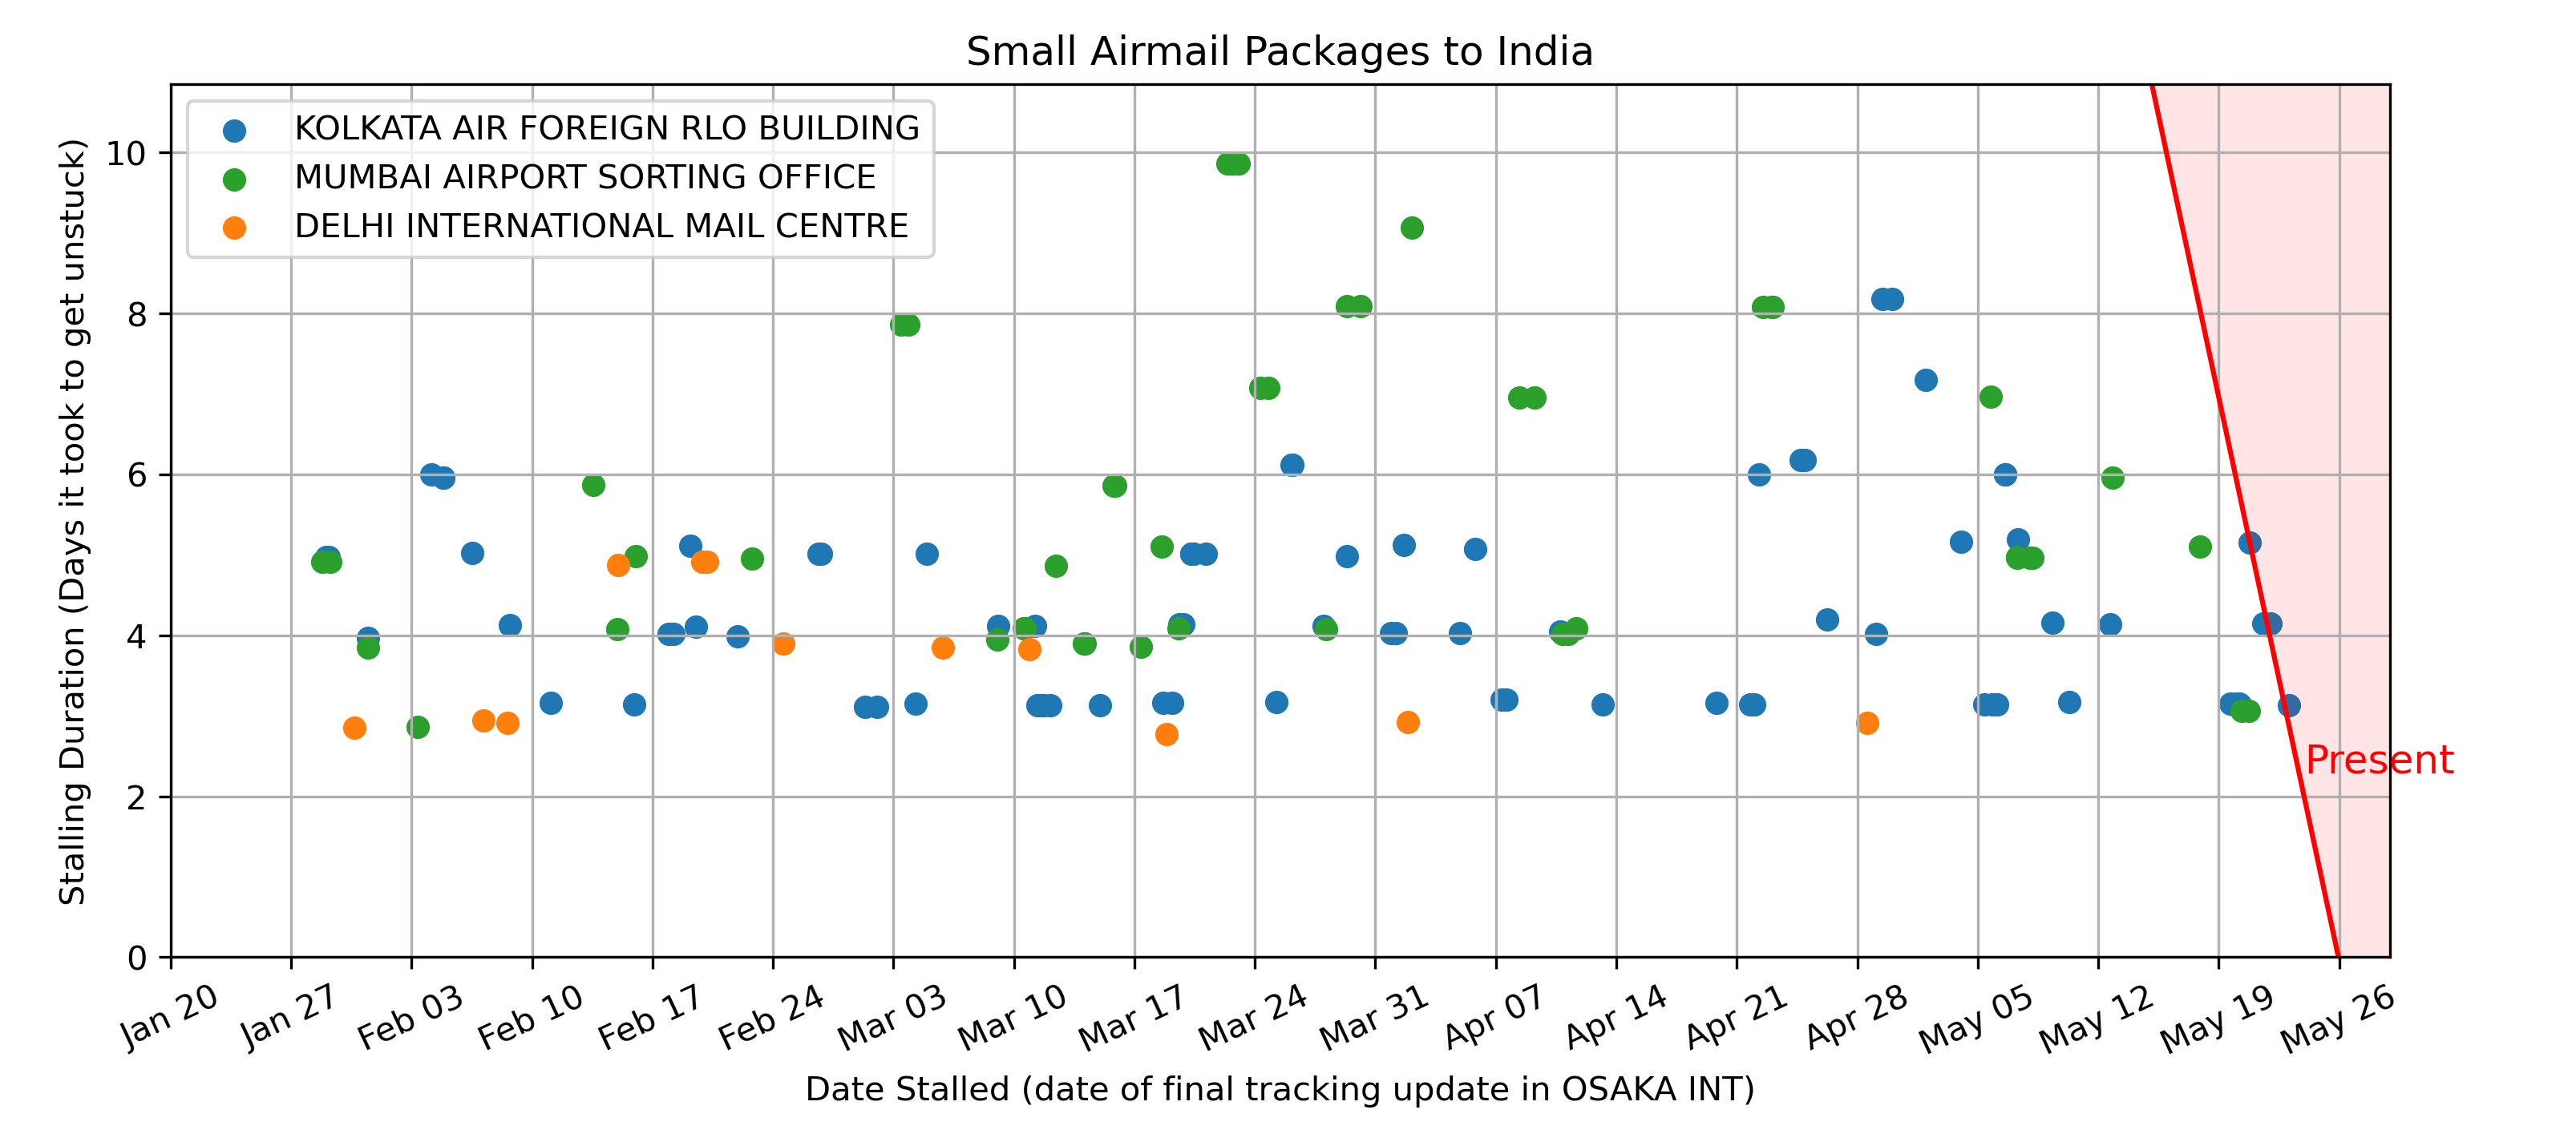 Small Airmail Packages to India
KOLKATA AIR FOREIGN RLO BUILDING
MUMBAI AIRPORT SORTING OFFICE
DELHI INTERNATIONAL MAIL CENTRE
Stalling Duration (Days it took to get unstuck)
10
8
6
4
2
0
Present
Jan 20
Jan 27
Feb 03
Feb 10
Feb 17
Feb 24
Mar 03
Mar 10
Mar 17
Mar 24
Mar 31
Apr 07
Apr 14
Apr 21
Apr 28
May 05
May 12
May 19
May 26
Date Stalled (date of final tracking update in OSAKA INT)